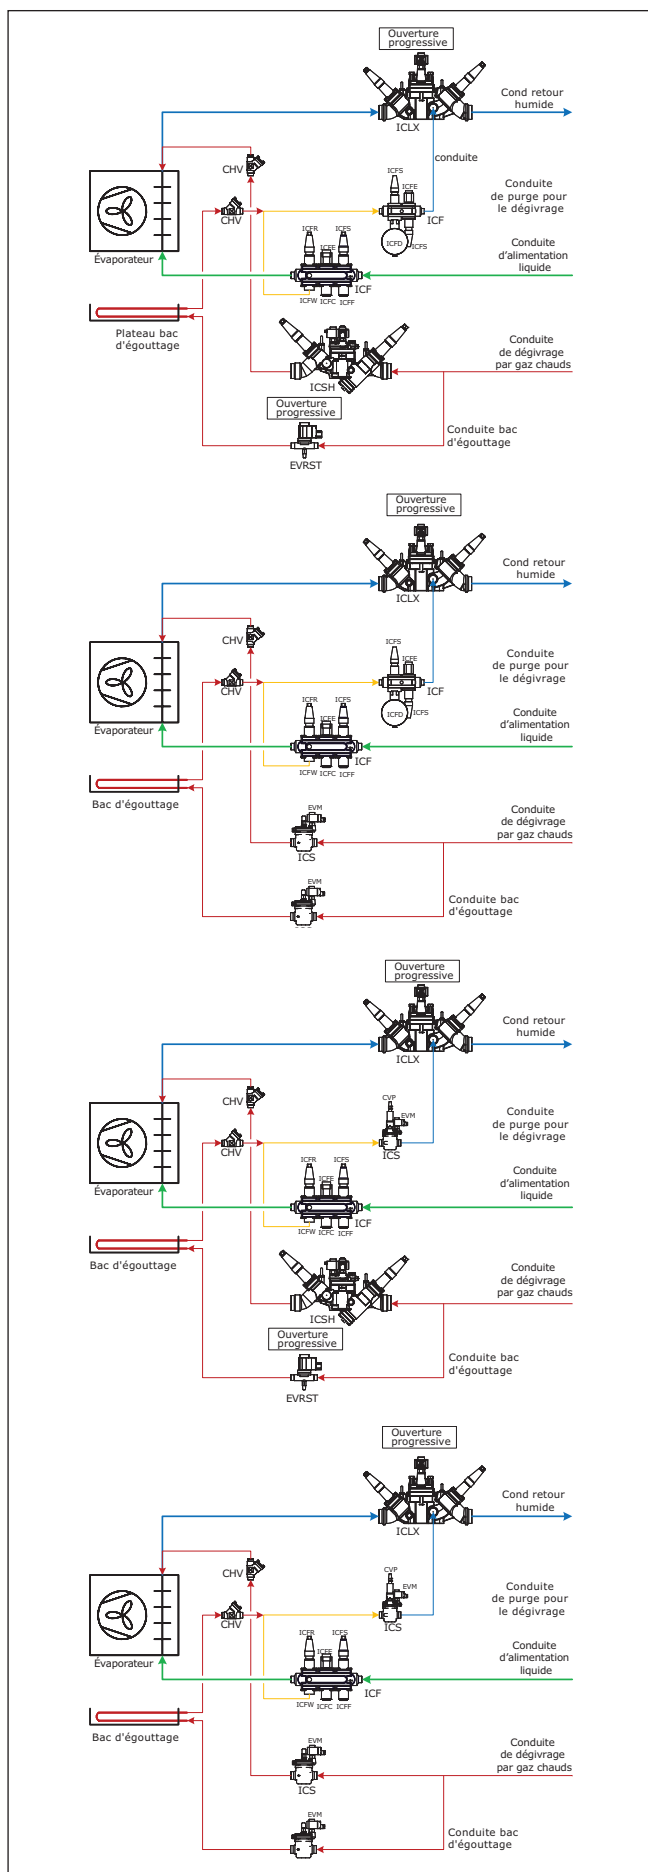 Ouverture
progressive
Cond retour
humide
ICLX
conduite
CHV
ICFS
ICFE
Conduite
de purge pour
le dégivrage
CHV
ICF
ICFD
ICFS
Évaporateur
ICFR
ICFS
ICFE
Conduite
d'alimentation
liquide
ICF
ICFW
ICFC
ICFF
Plateau bac
d'égouttage
Conduite
de dégivrage
par gaz chauds
ICSH
Ouverture
progressive
Conduite bac
d'égouttage
EVRST
Ouverture
progressive
Cond retour
humide
ICLX
CHV
ICFS
ICFE
Conduite
de purge pour
le dégivrage
CHV
ICF
ICFD
ICFS
Évaporateur
ICFR
ICFS
ICFE
Conduite
d'alimentation
liquide
ICF
ICFW
ICFC
ICFF
Bac d'égouttage
EVM
Conduite
de dégivrage
par gaz chauds
ICS
EVM
Conduite bac
d'égouttage
Ouverture
progressive
Cond retour
humide
ICLX
CHV
CVP
EVM
Conduite
de purge pour
le dégivrage
CHV
ICS
Évaporateur
ICFR
ICFS
ICFE
Conduite
d'alimentation
liquide
ICF
ICFW
ICFC
ICFF
Bac d'égouttage
Conduite
de dégivrage
par gaz chauds
ICSH
Ouverture
progressive
Conduite bac
d'égouttage
EVRST
Ouverture
progressive
Cond retour
humide
ICLX
CHV
CVP
EVM
Conduite
de purge pour
le dégivrage
CHV
ICS
Évaporateur
ICFR
ICFS
ICFE
Conduite
d'alimentation
liquide
ICF
ICFW
ICFC
ICFF
Bac d'égouttage
EVM
Conduite
de dégivrage
par gaz chauds
ICS
EVM
Conduite bac
d'égouttage